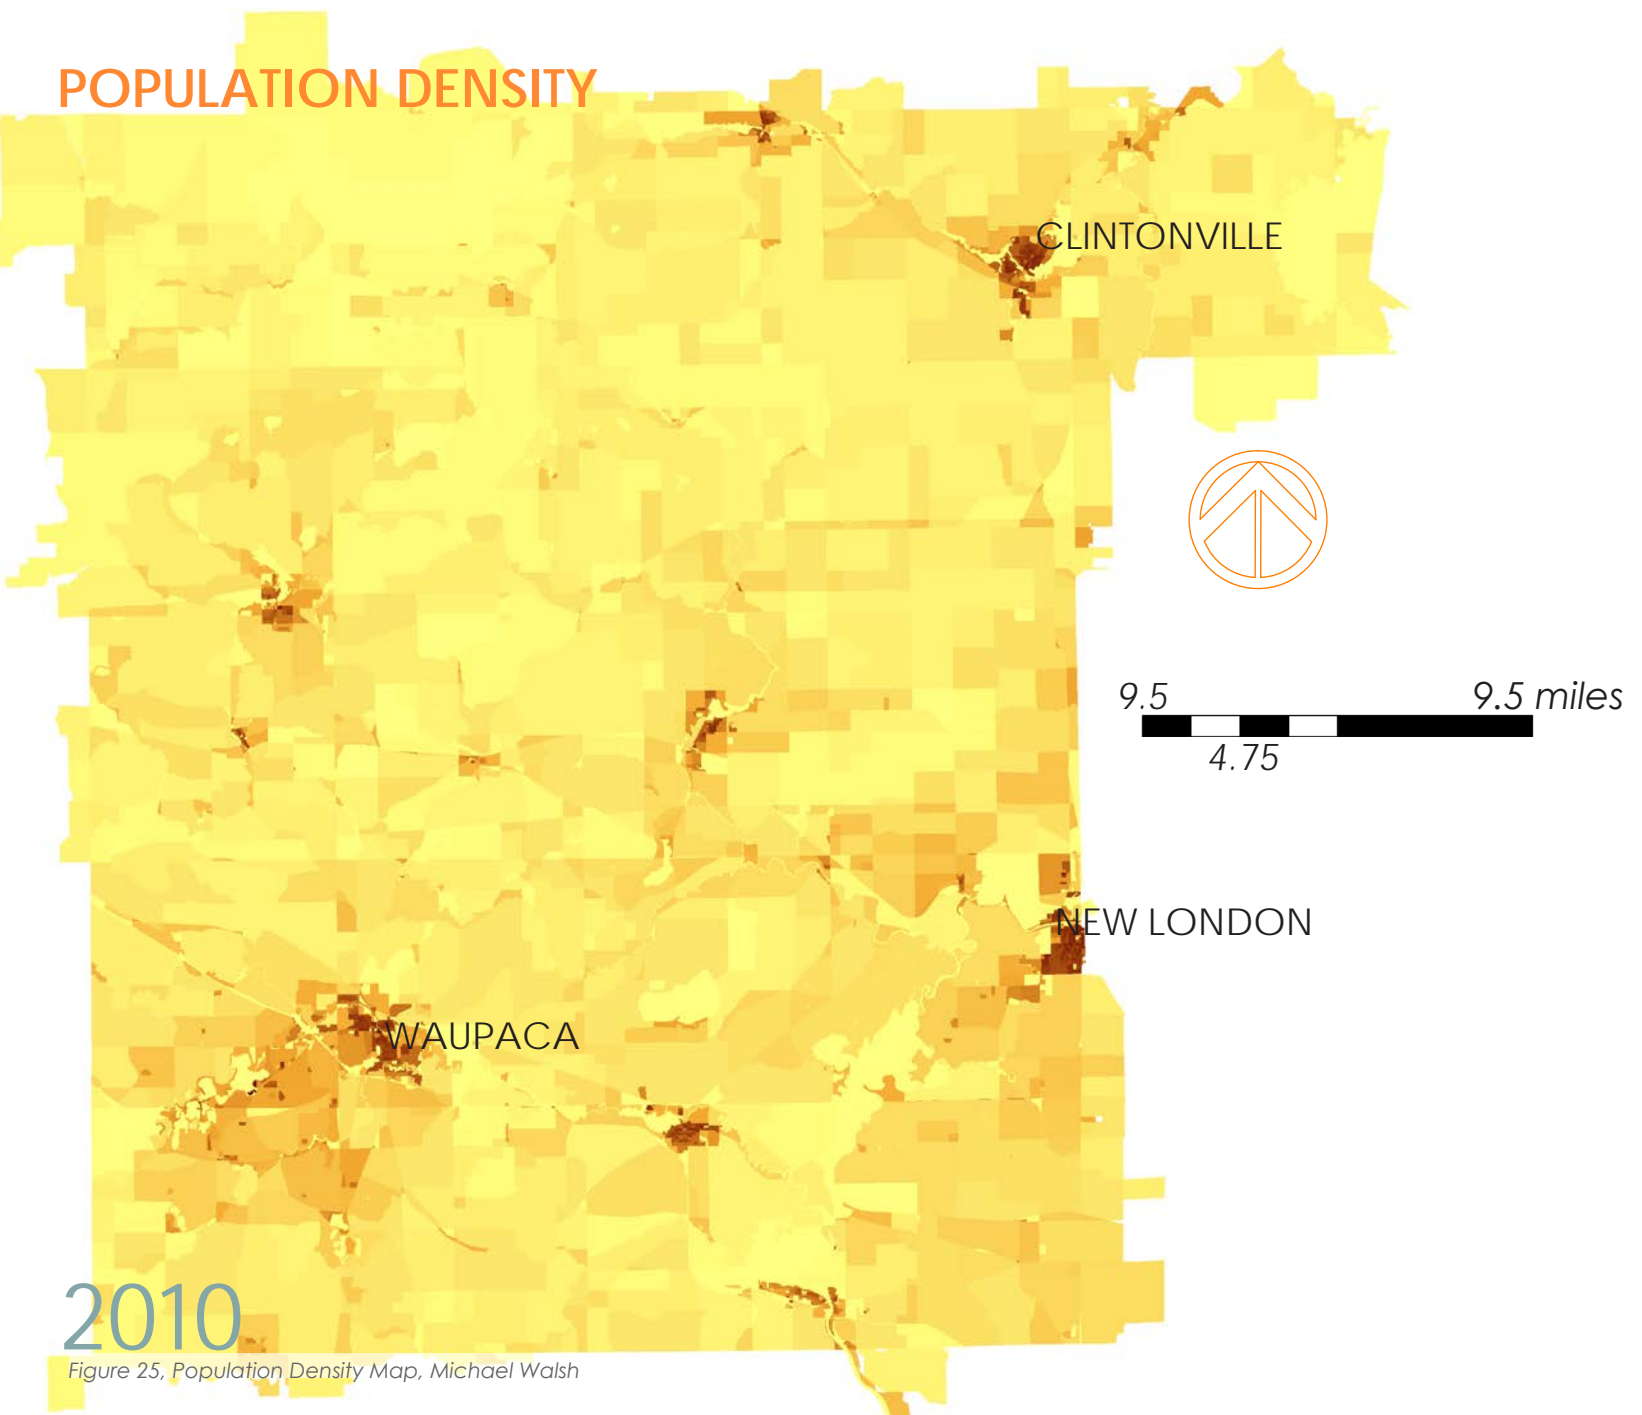 POPULATION DENSITY
CLINTONVILLE
9.5 9.5 miles
4.75
NEW LONDON
WAUPACA
2010
Figure 25, Population Density Map, Michael Walsh